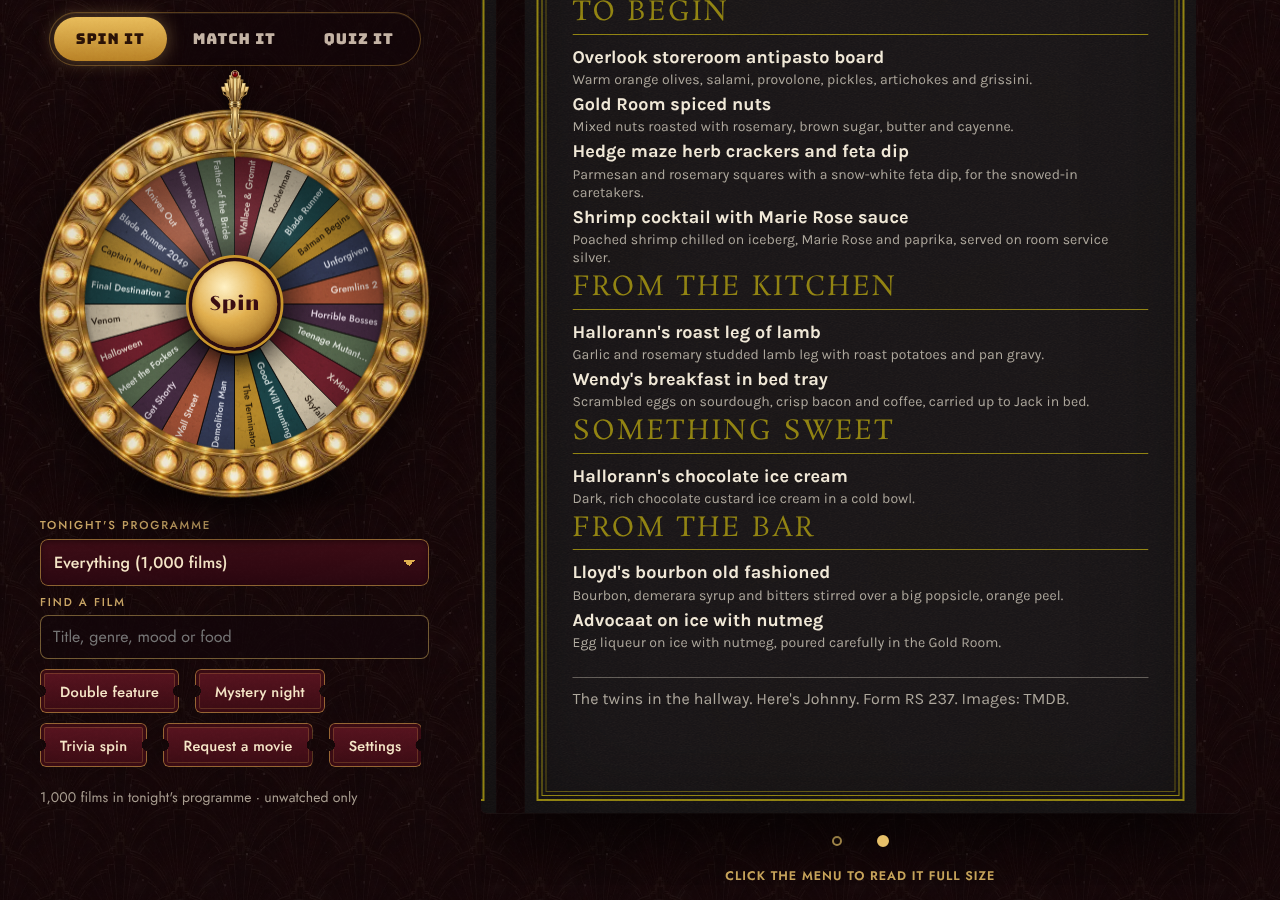 SPIN IT
MATCH IT
QUIZ IT
Father of the Bride
Wallace & Gromit
Rocketman
Blade Runner
Batman Begins
Unforgiven
Gremlins 2
Horrible Bosses
Teenage Mutant...
X-Men
Skyfall
Good Will Hunting
The Terminator
Demolition Man
Wall Street
Get Shorty
Meet the Fockers
Halloween
Venom
Final Destination 2
Captain Marvel
Blade Runner 2049
Knives Out
What We Do in the Shadows
Spin
TONIGHT'S PROGRAMME
Everything (1,000 films)
FIND A FILM
Title, genre, mood or food
Double feature
Mystery night
Trivia spin
Request a movie
Settings
1,000 films in tonight's programme · unwatched only
TO BEGIN
Overlook storeroom antipasto board
Warm orange olives, salami, provolone, pickles, artichokes and grissini.
Gold Room spiced nuts
Mixed nuts roasted with rosemary, brown sugar, butter and cayenne.
Hedge maze herb crackers and feta dip
Parmesan and rosemary squares with a snow-white feta dip, for the snowed-in
caretakers.
Shrimp cocktail with Marie Rose sauce
Poached shrimp chilled on iceberg, Marie Rose and paprika, served on room service
silver.
FROM THE KITCHEN
Hallorann's roast leg of lamb
Garlic and rosemary studded lamb leg with roast potatoes and pan gravy.
Wendy's breakfast in bed tray
Scrambled eggs on sourdough, crisp bacon and coffee, carried up to Jack in bed.
SOMETHING SWEET
Hallorann's chocolate ice cream
Dark, rich chocolate custard ice cream in a cold bowl.
FROM THE BAR
Lloyd's bourbon old fashioned
Bourbon, demerara syrup and bitters stirred over a big popsicle, orange peel.
Advocaat on ice with nutmeg
Egg liqueur on ice with nutmeg, poured carefully in the Gold Room.
The twins in the hallway. Here's Johnny. Form RS 237. Images: TMDB.
CLICK THE MENU TO READ IT FULL SIZE